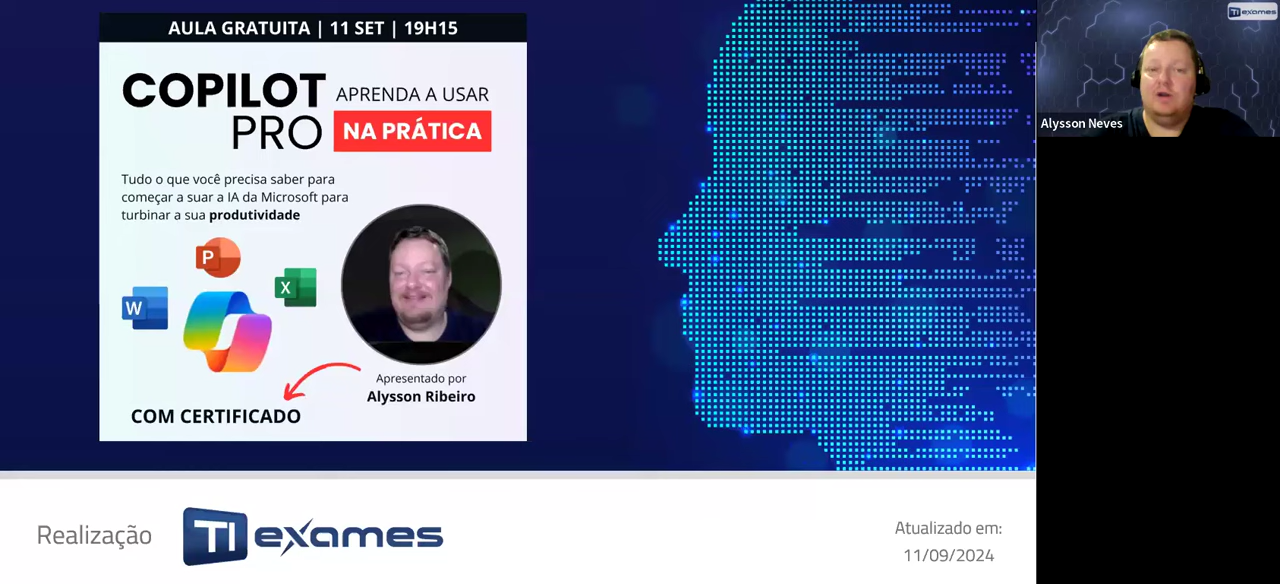 AULA GRATUITA | 11 SET | 19H15
COPILOT
PRO
APRENDA A USAR
NA PRÁTICA
Tudo o que você precisa saber para
começar a suar a IA da Microsoft para
turbinar a sua produtividade
P
W
X
Apresentado por
Alysson Ribeiro
COM CERTIFICADO
Realização
TI exames
Atualizado em:
11/09/2024
TI exames
Alysson Neves